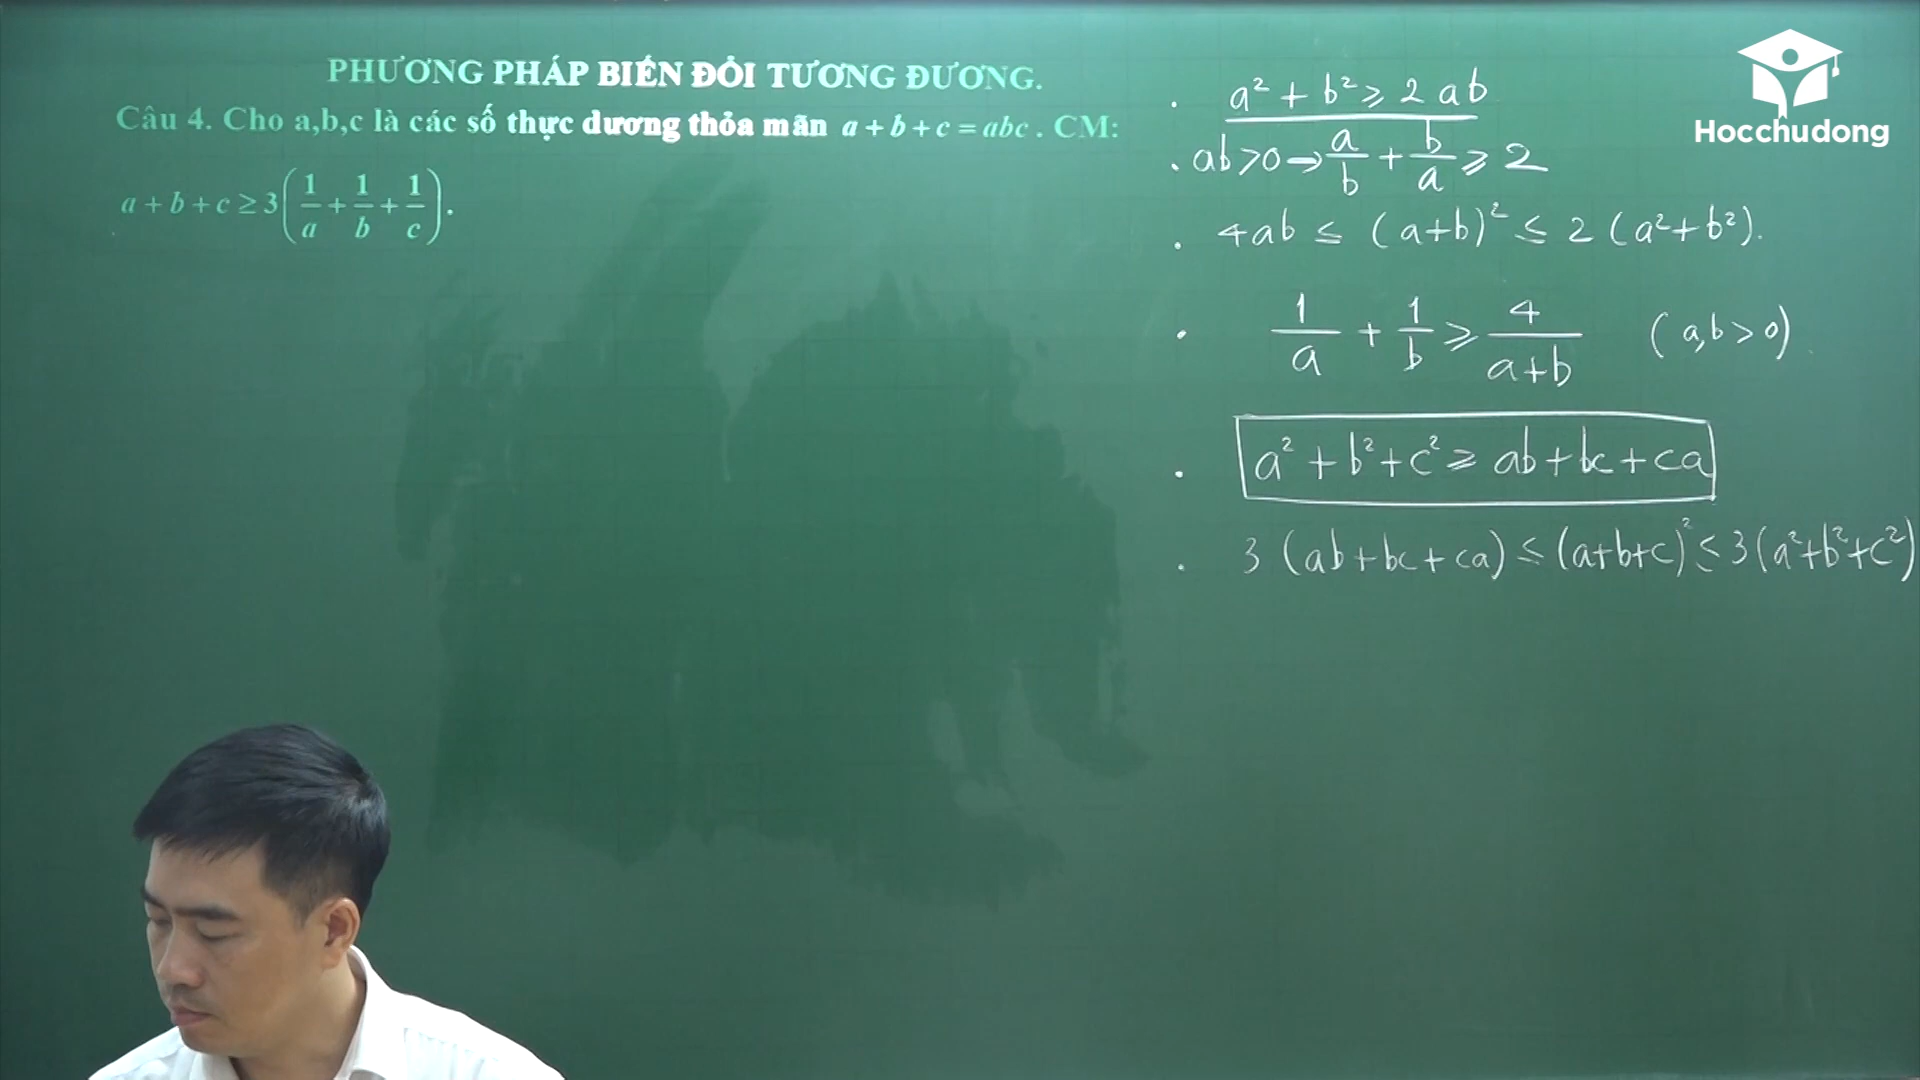 PHƯƠNG PHÁP BIẾN ĐỔI TƯƠNG ĐƯƠNG.
Câu 4. Cho a,b,c là các số thực dương thỏa mãn a + b + c = abc . CM:
a + b + c ≥ 3(1/a + 1/b + 1/c).
. a² + b² ≥ 2 ab
. ab > 0 → a/b + b/a ≥ 2
. 4ab ≤ (a+b)² ≤ 2 (a² + b²).
. 1/a + 1/b ≥ 4/(a+b) (a,b > 0)
. a² + b² + c² ≥ ab + bc + ca
. 3 (ab + bc + ca) ≤ (a+b+c)² ≤ 3(a² + b² + c²)
Hocchudong